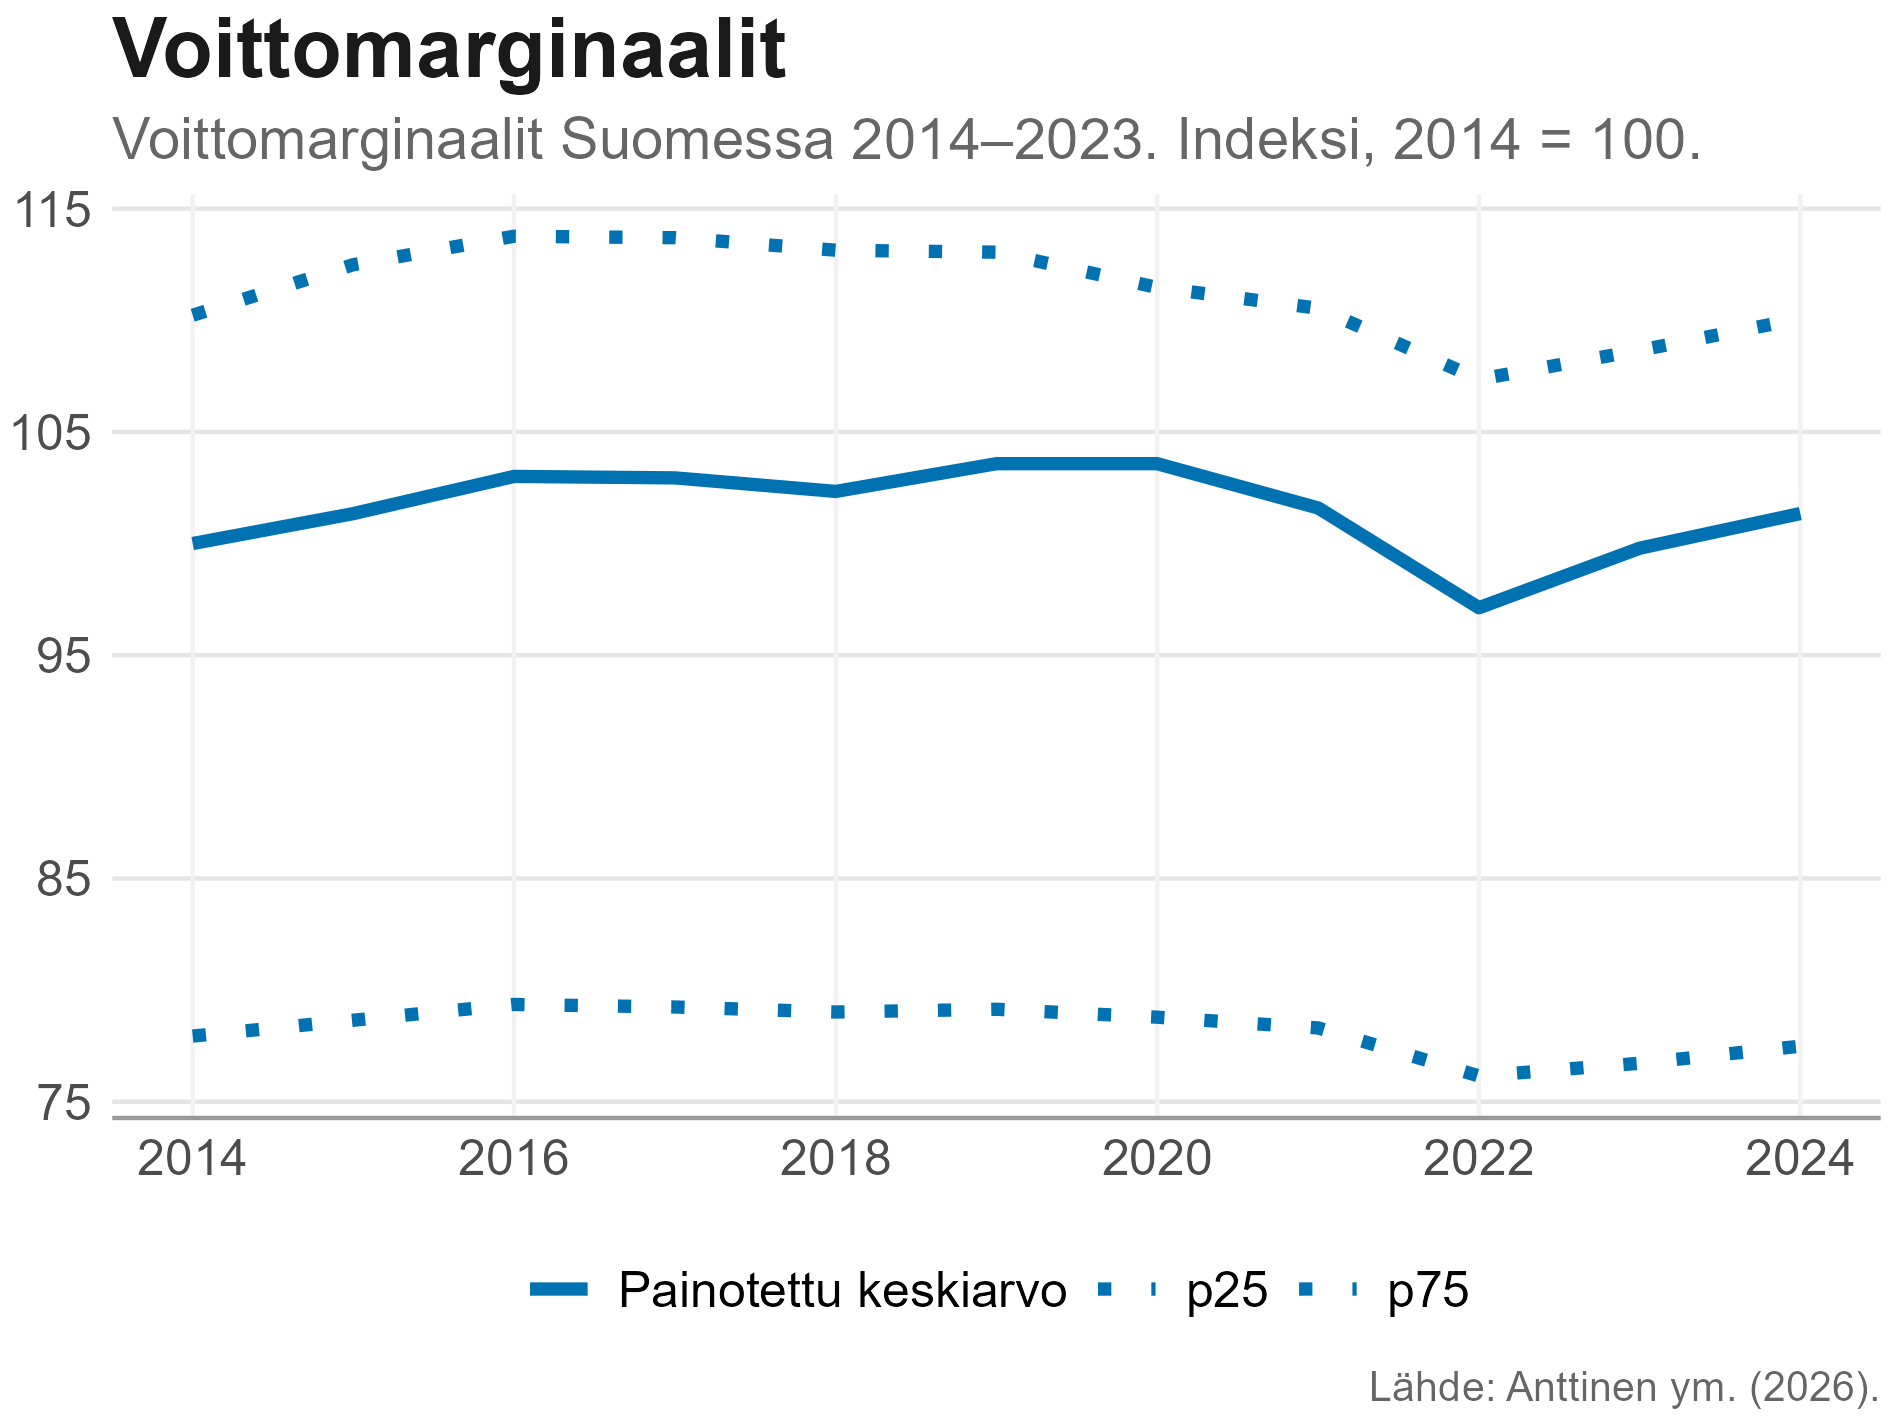 Voittomarginaalit
Voittomarginaalit Suomessa 2014–2023. Indeksi, 2014 = 100.
115
105
95
85
75
2014 2016 2018 2020 2022 2024
Painotettu keskiarvo p25 p75
Lähde: Anttinen ym. (2026).